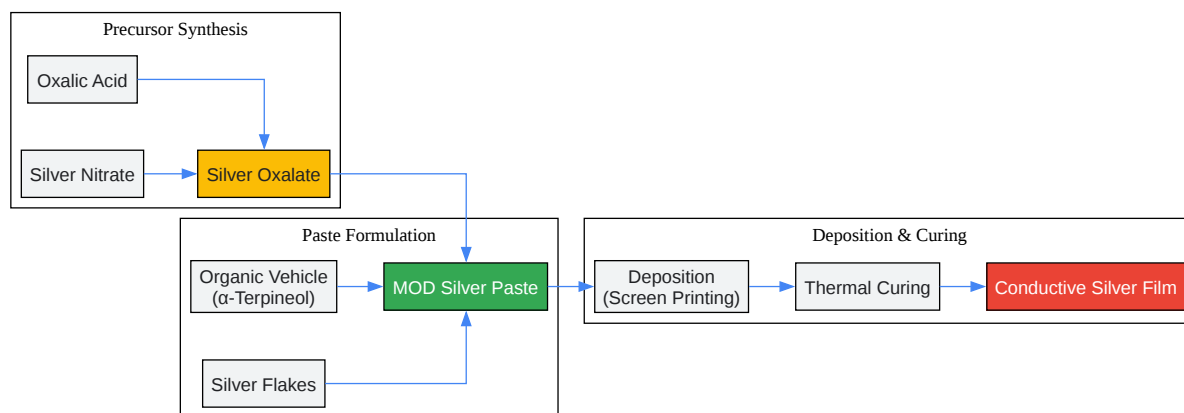 Precursor Synthesis
Oxalic Acid
Silver Nitrate
Silver Oxalate
Paste Formulation
Organic Vehicle
(α-Terpineol)
MOD Silver Paste
Silver Flakes
Deposition & Curing
Deposition
(Screen Printing)
Thermal Curing
Conductive Silver Film